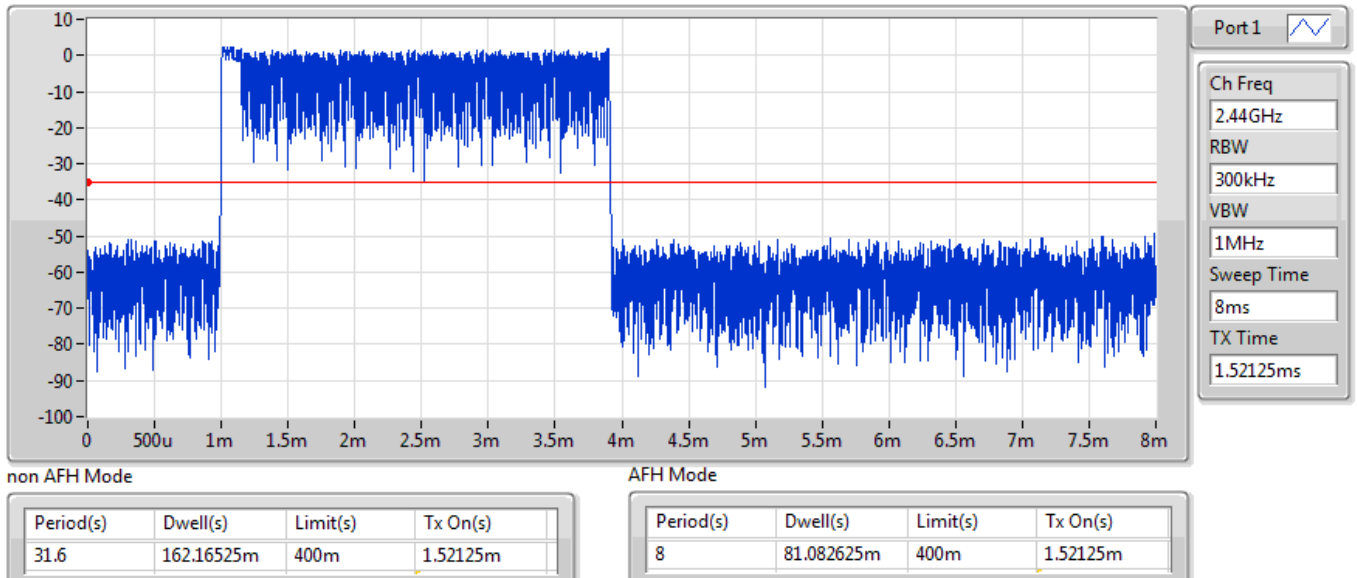 10
0
-10
-20
-30
-40
-50
-60
-70
-80
-90
-100
0 500u 1m 1.5m 2m 2.5m 3m 3.5m 4m 4.5m 5m 5.5m 6m 6.5m 7m 7.5m 8m
Port 1
Ch Freq
2.44GHz
RBW
300kHz
VBW
1MHz
Sweep Time
8ms
TX Time
1.52125ms
non AFH Mode
Period(s) Dwell(s) Limit(s) Tx On(s)
31.6 162.16525m 400m 1.52125m
AFH Mode
Period(s) Dwell(s) Limit(s) Tx On(s)
8 81.082625m 400m 1.52125m